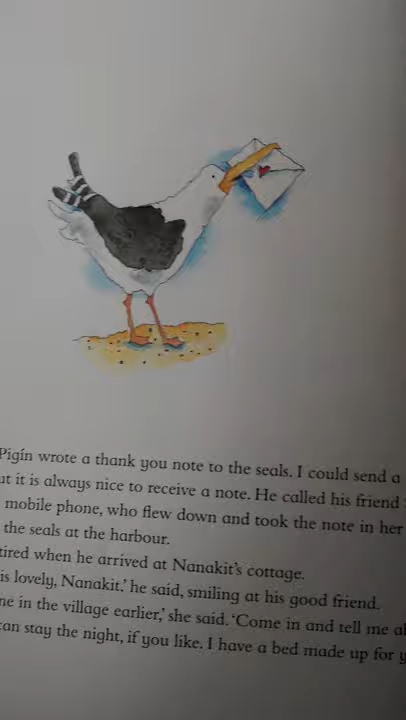 Pigín wrote a thank you note to the seals. I could send a
it is always nice to receive a note. He called his friend
mobile phone, who flew down and took the note in her
the seals at the harbour.
tired when he arrived at Nanakit's cottage.
is lovely, Nanakit.' he said, smiling at his good friend.
in the village earlier,' she said. 'Come in and tell me
can stay the night, if you like. I have a bed made up for